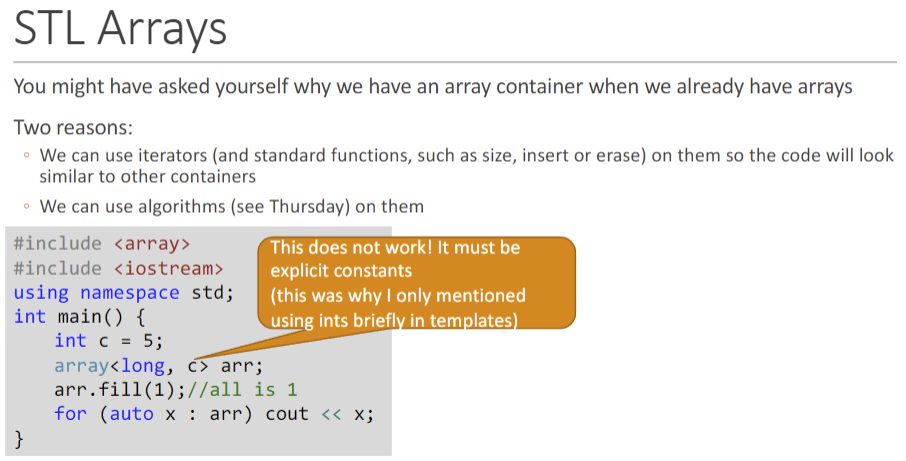 STL Arrays
You might have asked yourself why we have an array container when we already have arrays
Two reasons:
◦ We can use iterators (and standard functions, such as size, insert or erase) on them so the code will look
similar to other containers
◦ We can use algorithms (see Thursday) on them
#include <array>
#include <iostream>
using namespace std;
int main() {
    int c = 5;
    array<long, c> arr;
    arr.fill(1);//all is 1
    for (auto x : arr) cout << x;
}
This does not work! It must be
explicit constants
(this was why I only mentioned
using ints briefly in templates)